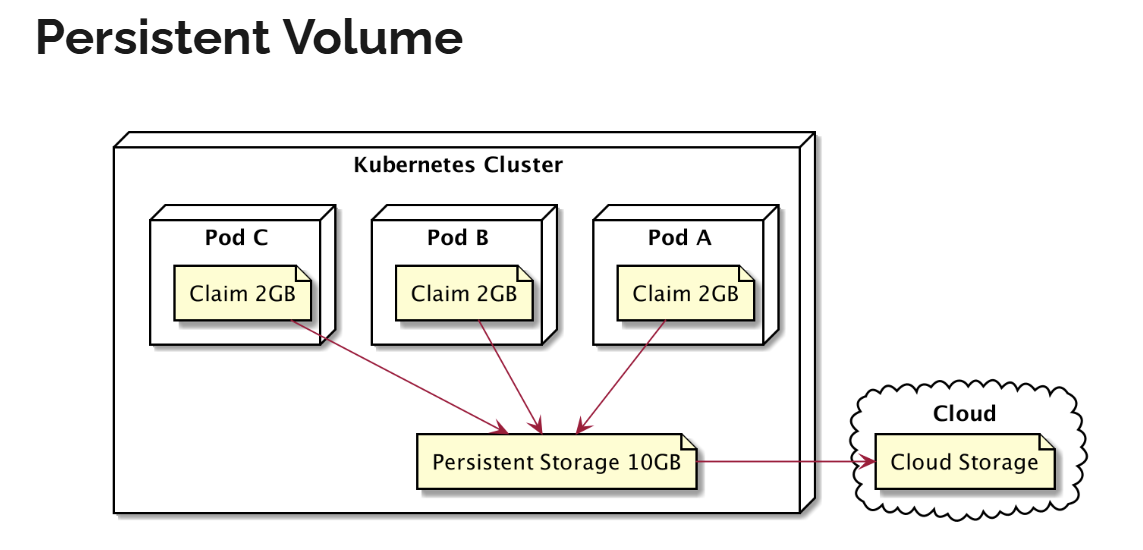 Persistent Volume
Kubernetes Cluster
Pod C
Pod B
Pod A
Claim 2GB
Claim 2GB
Claim 2GB
Cloud
Persistent Storage 10GB
Cloud Storage